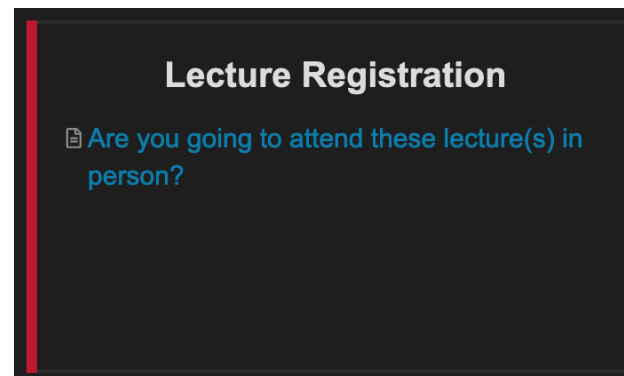 Lecture Registration
Are you going to attend these lecture(s) in
person?